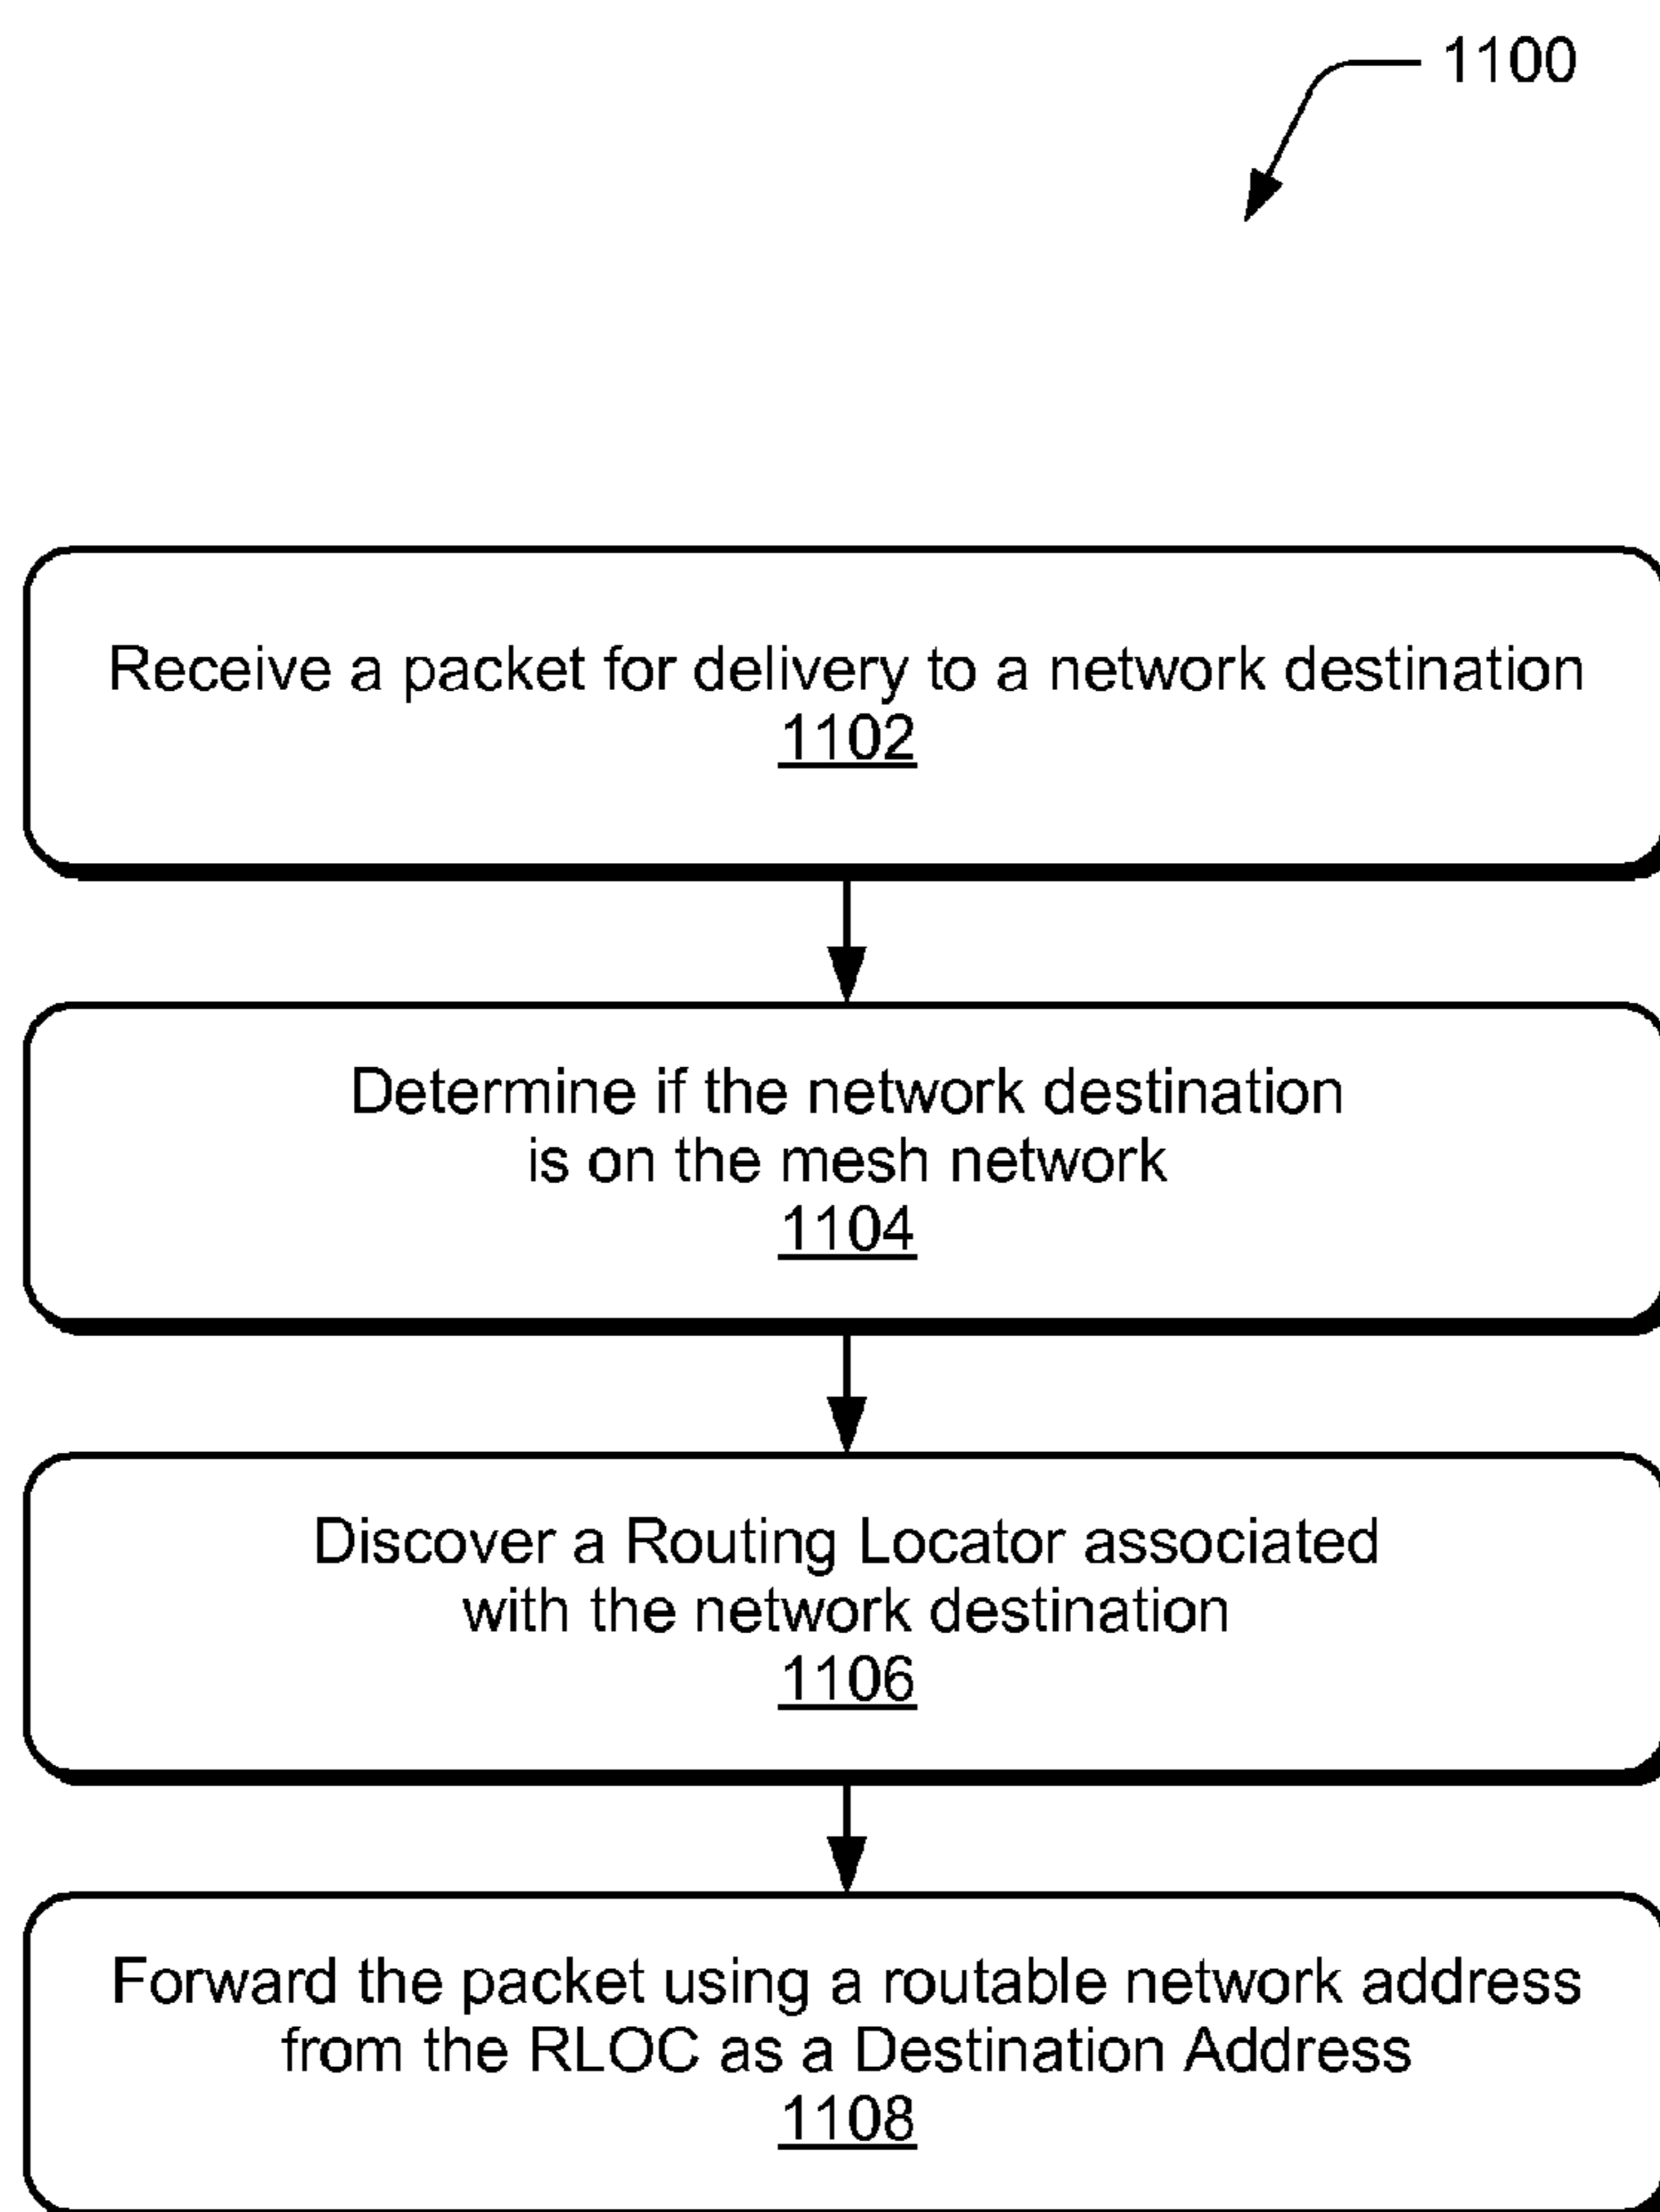 1100
Receive a packet for delivery to a network destination
1102
Determine if the network destination
is on the mesh network
1104
Discover a Routing Locator associated
with the network destination
1106
Forward the packet using a routable network address
from the RLOC as a Destination Address
1108